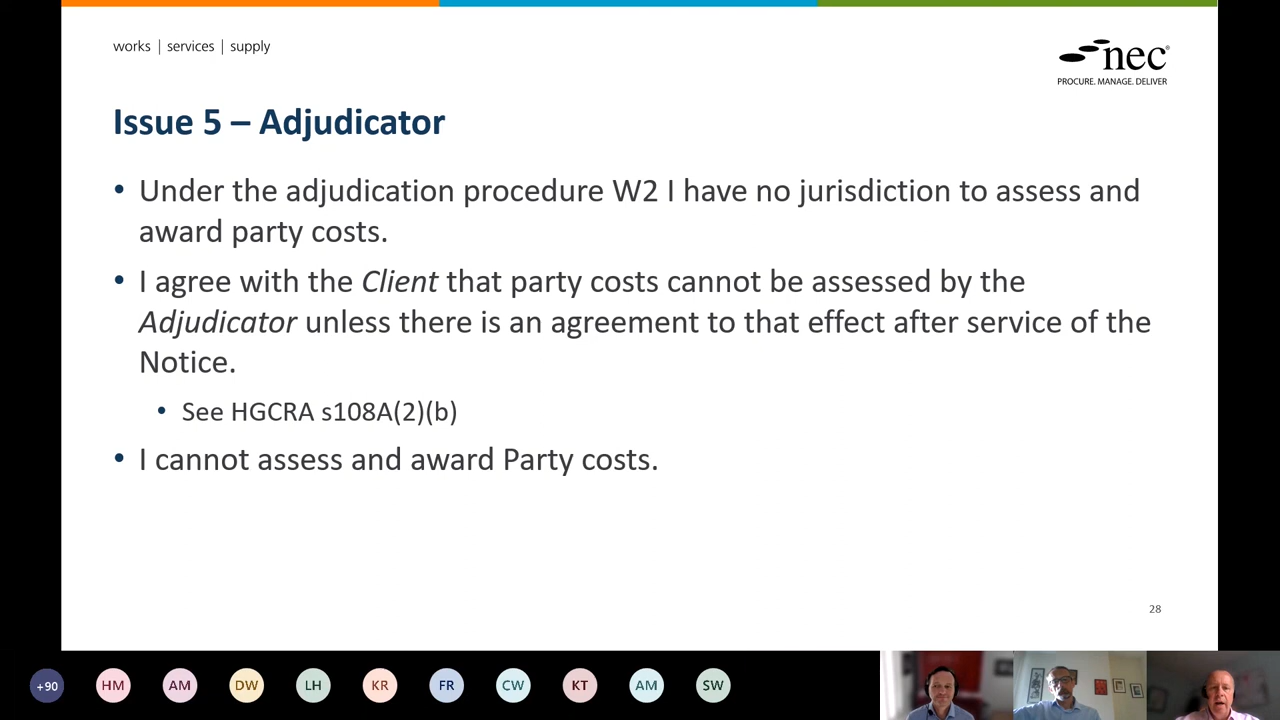 works | services | supply
nec®
PROCURE. MANAGE. DELIVER
Issue 5 – Adjudicator
• Under the adjudication procedure W2 I have no jurisdiction to assess and
award party costs.
• I agree with the Client that party costs cannot be assessed by the
Adjudicator unless there is an agreement to that effect after service of the
Notice.
• See HGCRA s108A(2)(b)
• I cannot assess and award Party costs.
28
+90 HM AM DW LH KR FR CW KT AM SW